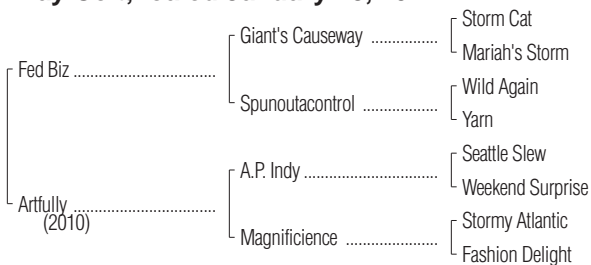 Storm Cat
Giant's Causeway ................
Mariah's Storm
Fed Biz .................................
Wild Again
Spunoutacontrol ..................
Yarn
Seattle Slew
A.P. Indy ................................
Weekend Surprise
Artfully .................................
(2010)
Stormy Atlantic
Magnificience ......................
Fashion Delight